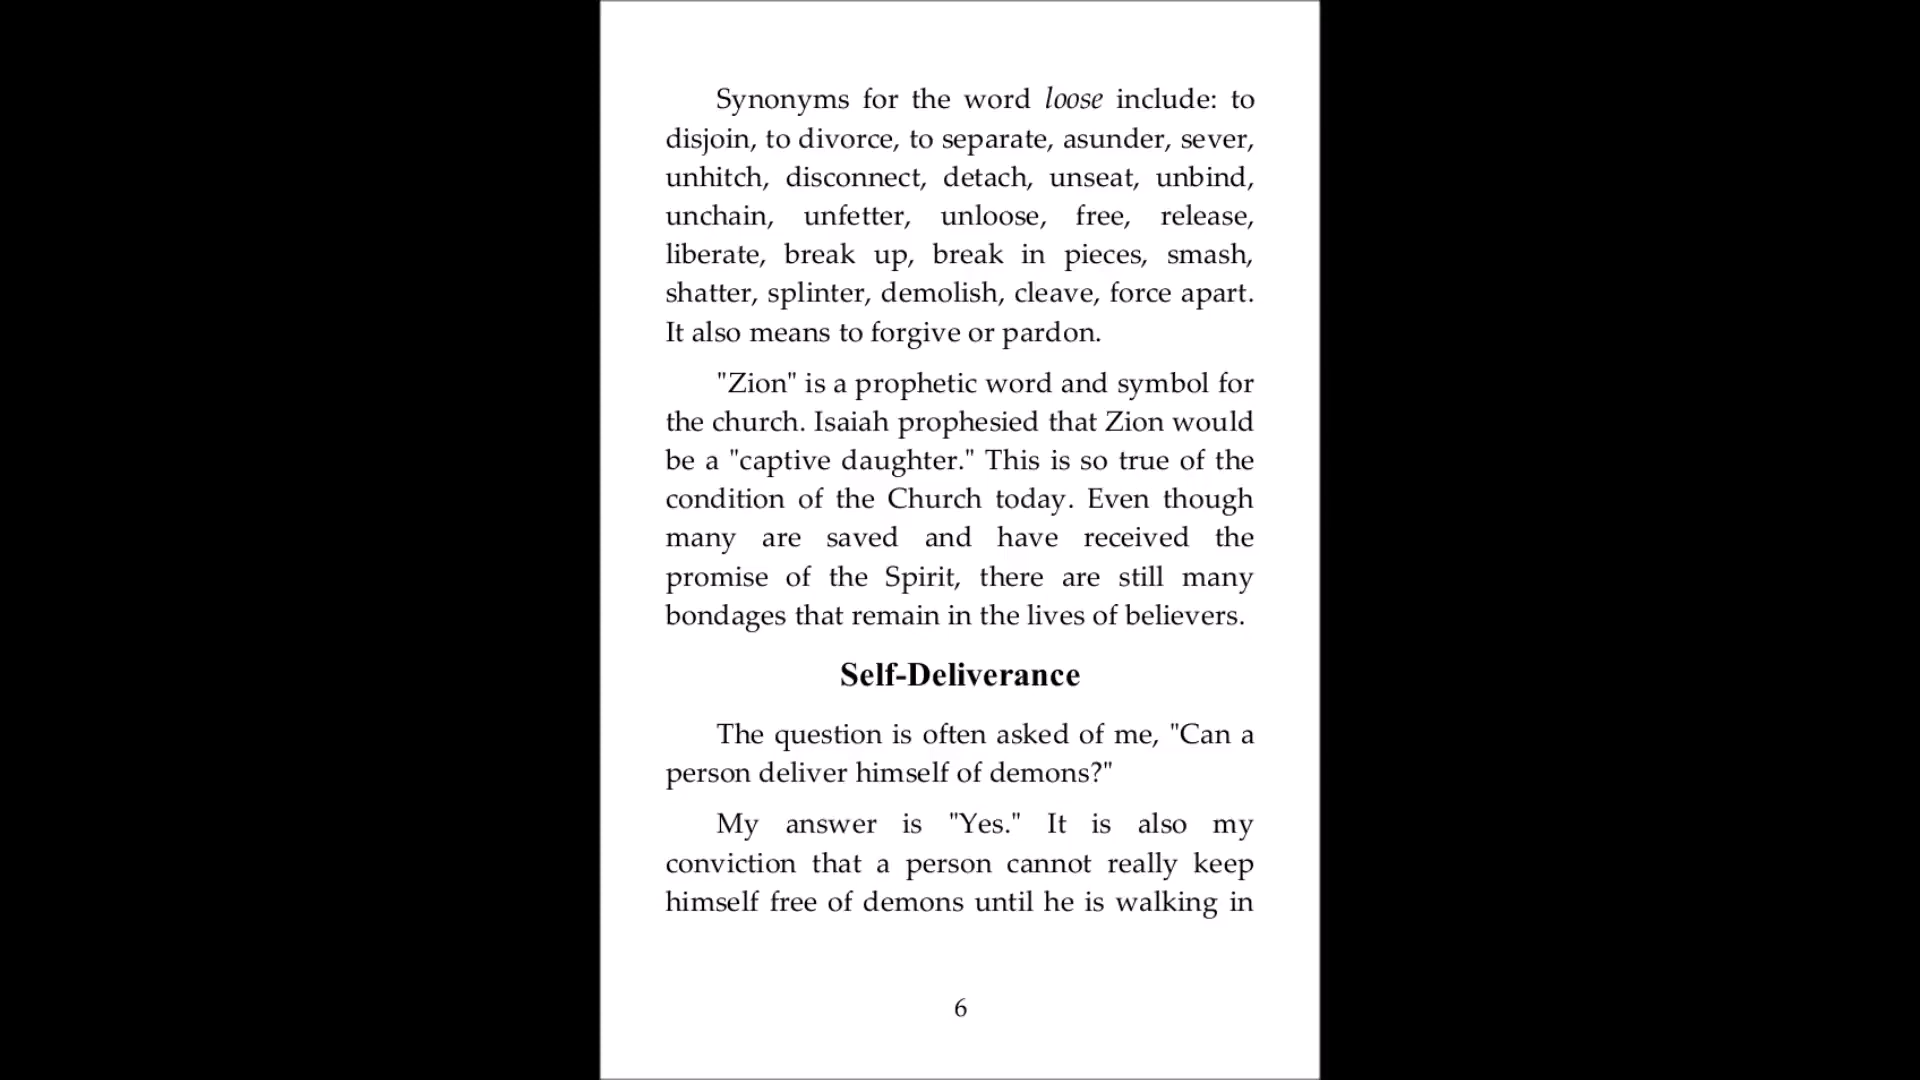 Synonyms for the word loose include: to
disjoin, to divorce, to separate, asunder, sever,
unhitch, disconnect, detach, unseat, unbind,
unchain, unfetter, unloose, free, release,
liberate, break up, break in pieces, smash,
shatter, splinter, demolish, cleave, force apart.
It also means to forgive or pardon.
"Zion" is a prophetic word and symbol for
the church. Isaiah prophesied that Zion would
be a "captive daughter." This is so true of the
condition of the Church today. Even though
many are saved and have received the
promise of the Spirit, there are still many
bondages that remain in the lives of believers.
Self-Deliverance
The question is often asked of me, "Can a
person deliver himself of demons?"
My answer is "Yes." It is also my
conviction that a person cannot really keep
himself free of demons until he is walking in
6